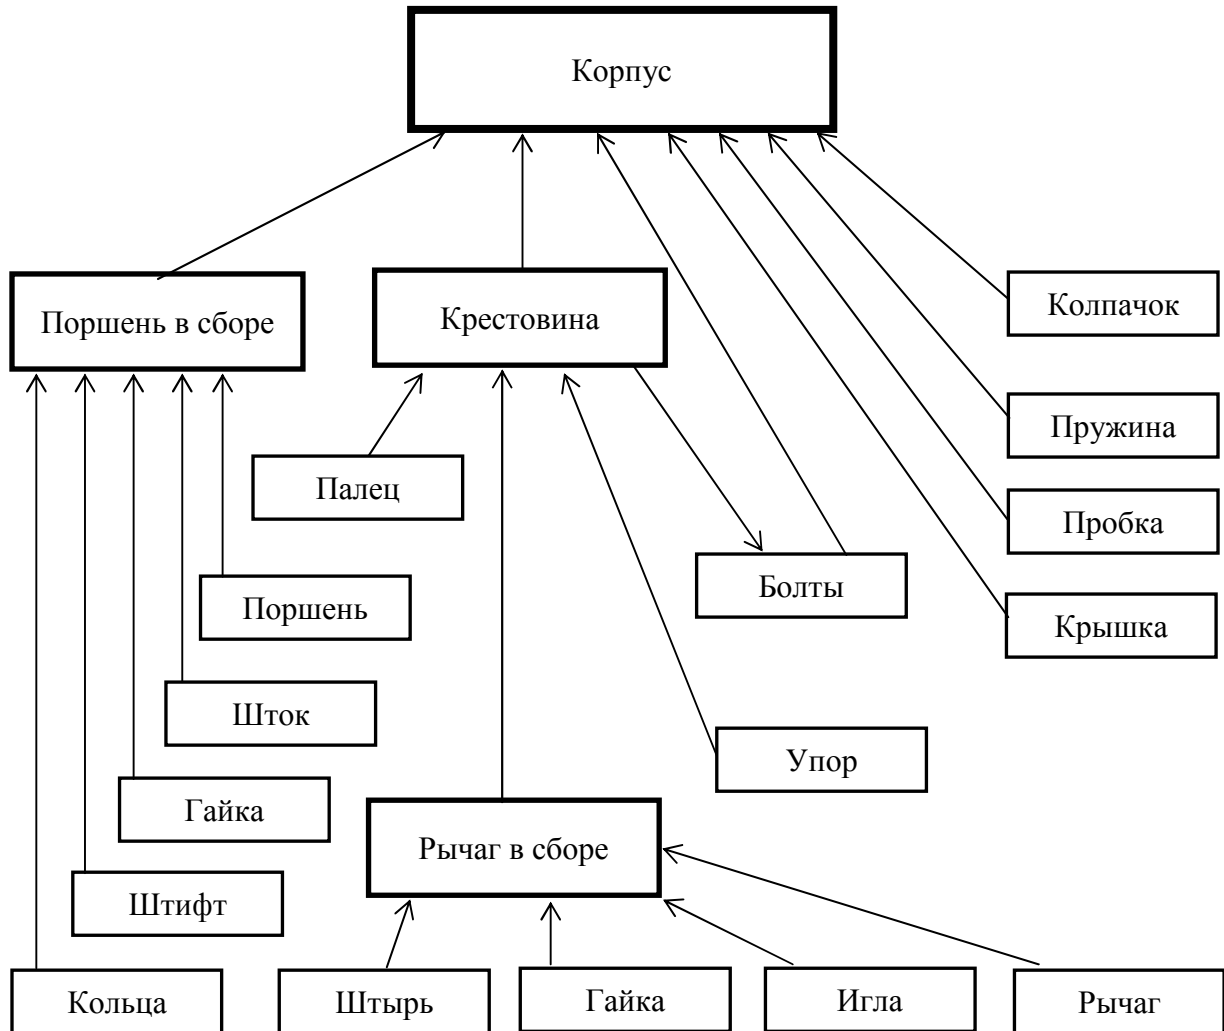 Корпус
Поршень в сборе
Крестовина
Колпачок
Пружина
Палец
Пробка
Болты
Поршень
Крышка
Шток
Упор
Гайка
Рычаг в сборе
Штифт
Кольца
Штырь
Гайка
Игла
Рычаг